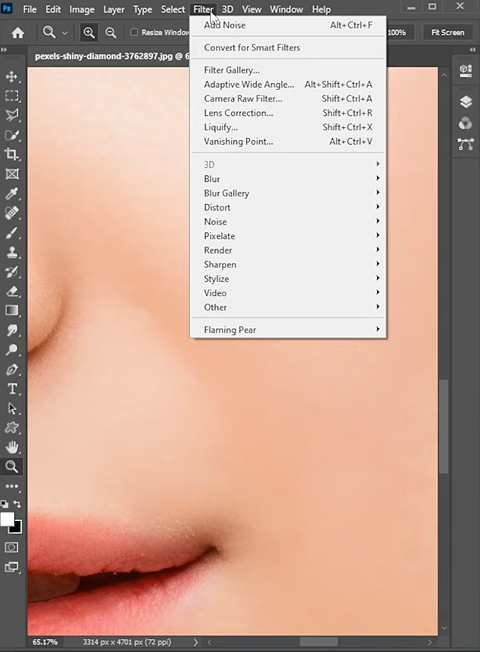 Ps File Edit Image Layer Type Select Filter 3D View Window Help
Resize Window 100% Fit Screen
pexels-shiny-diamond-3762897.jpg @ 6
Add Noise Alt+Ctrl+F
Convert for Smart Filters
Filter Gallery...
Adaptive Wide Angle... Alt+Shift+Ctrl+A
Camera Raw Filter... Shift+Ctrl+A
Lens Correction... Shift+Ctrl+R
Liquify... Shift+Ctrl+X
Vanishing Point... Alt+Ctrl+V
3D
Blur
Blur Gallery
Distort
Noise
Pixelate
Render
Sharpen
Stylize
Video
Other
Flaming Pear
65.17% 3314 px x 4701 px (72 ppi)